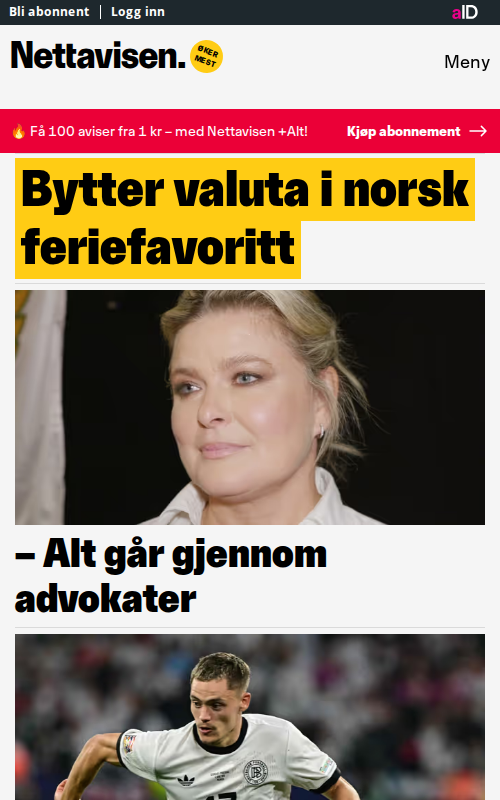 Bli abonnent
Logg inn
aID
Nettavisen.
ØKER
MEST
Meny
🔥 Få 100 aviser fra 1 kr – med Nettavisen +Alt!
Kjøp abonnement →
Bytter valuta i norsk
feriefavoritt
– Alt går gjennom
advokater